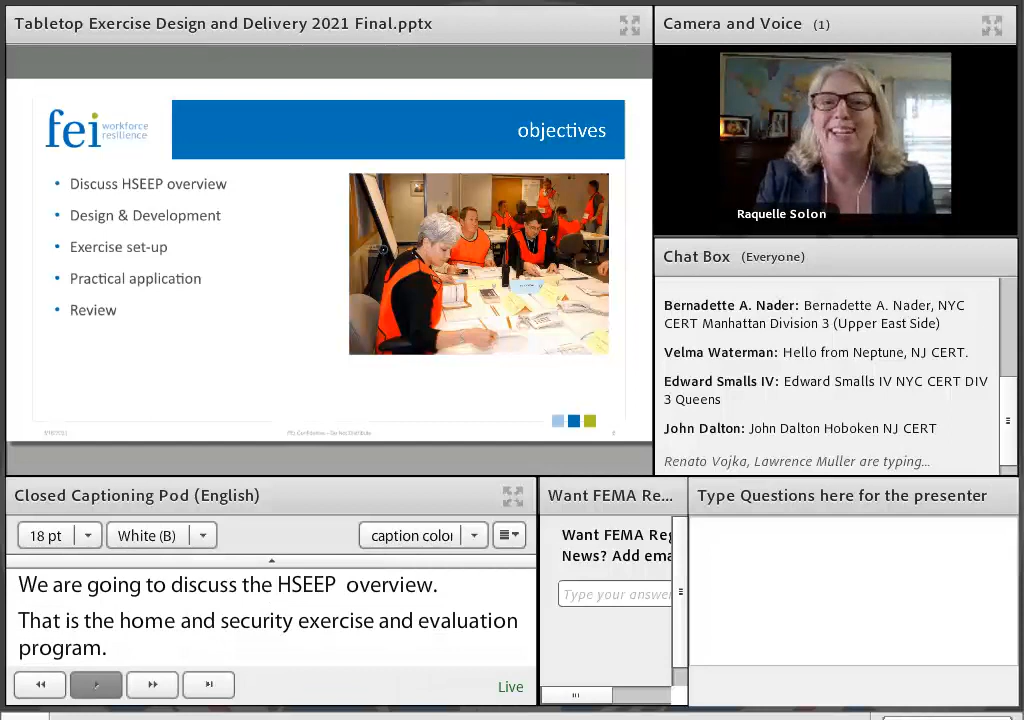 Tabletop Exercise Design and Delivery 2021 Final.pptx
fei workforce
resilience
objectives
• Discuss HSEEP overview
• Design & Development
• Exercise set-up
• Practical application
• Review
Camera and Voice (1)
Raquelle Solon
Chat Box (Everyone)
Bernadette A. Nader: Bernadette A. Nader, NYC
CERT Manhattan Division 3 (Upper East Side)
Velma Waterman: Hello from Neptune, NJ CERT.
Edward Smalls IV: Edward Smalls IV NYC CERT DIV
3 Queens
John Dalton: John Dalton Hoboken NJ CERT
Renato Vojka, Lawrence Muller are typing...
Closed Captioning Pod (English)
18 pt
White (B)
caption color
We are going to discuss the HSEEP overview.
That is the home and security exercise and evaluation
program.
Live
Want FEMA Re...
Want FEMA Reg
News? Add ema
Type your answer
Type Questions here for the presenter